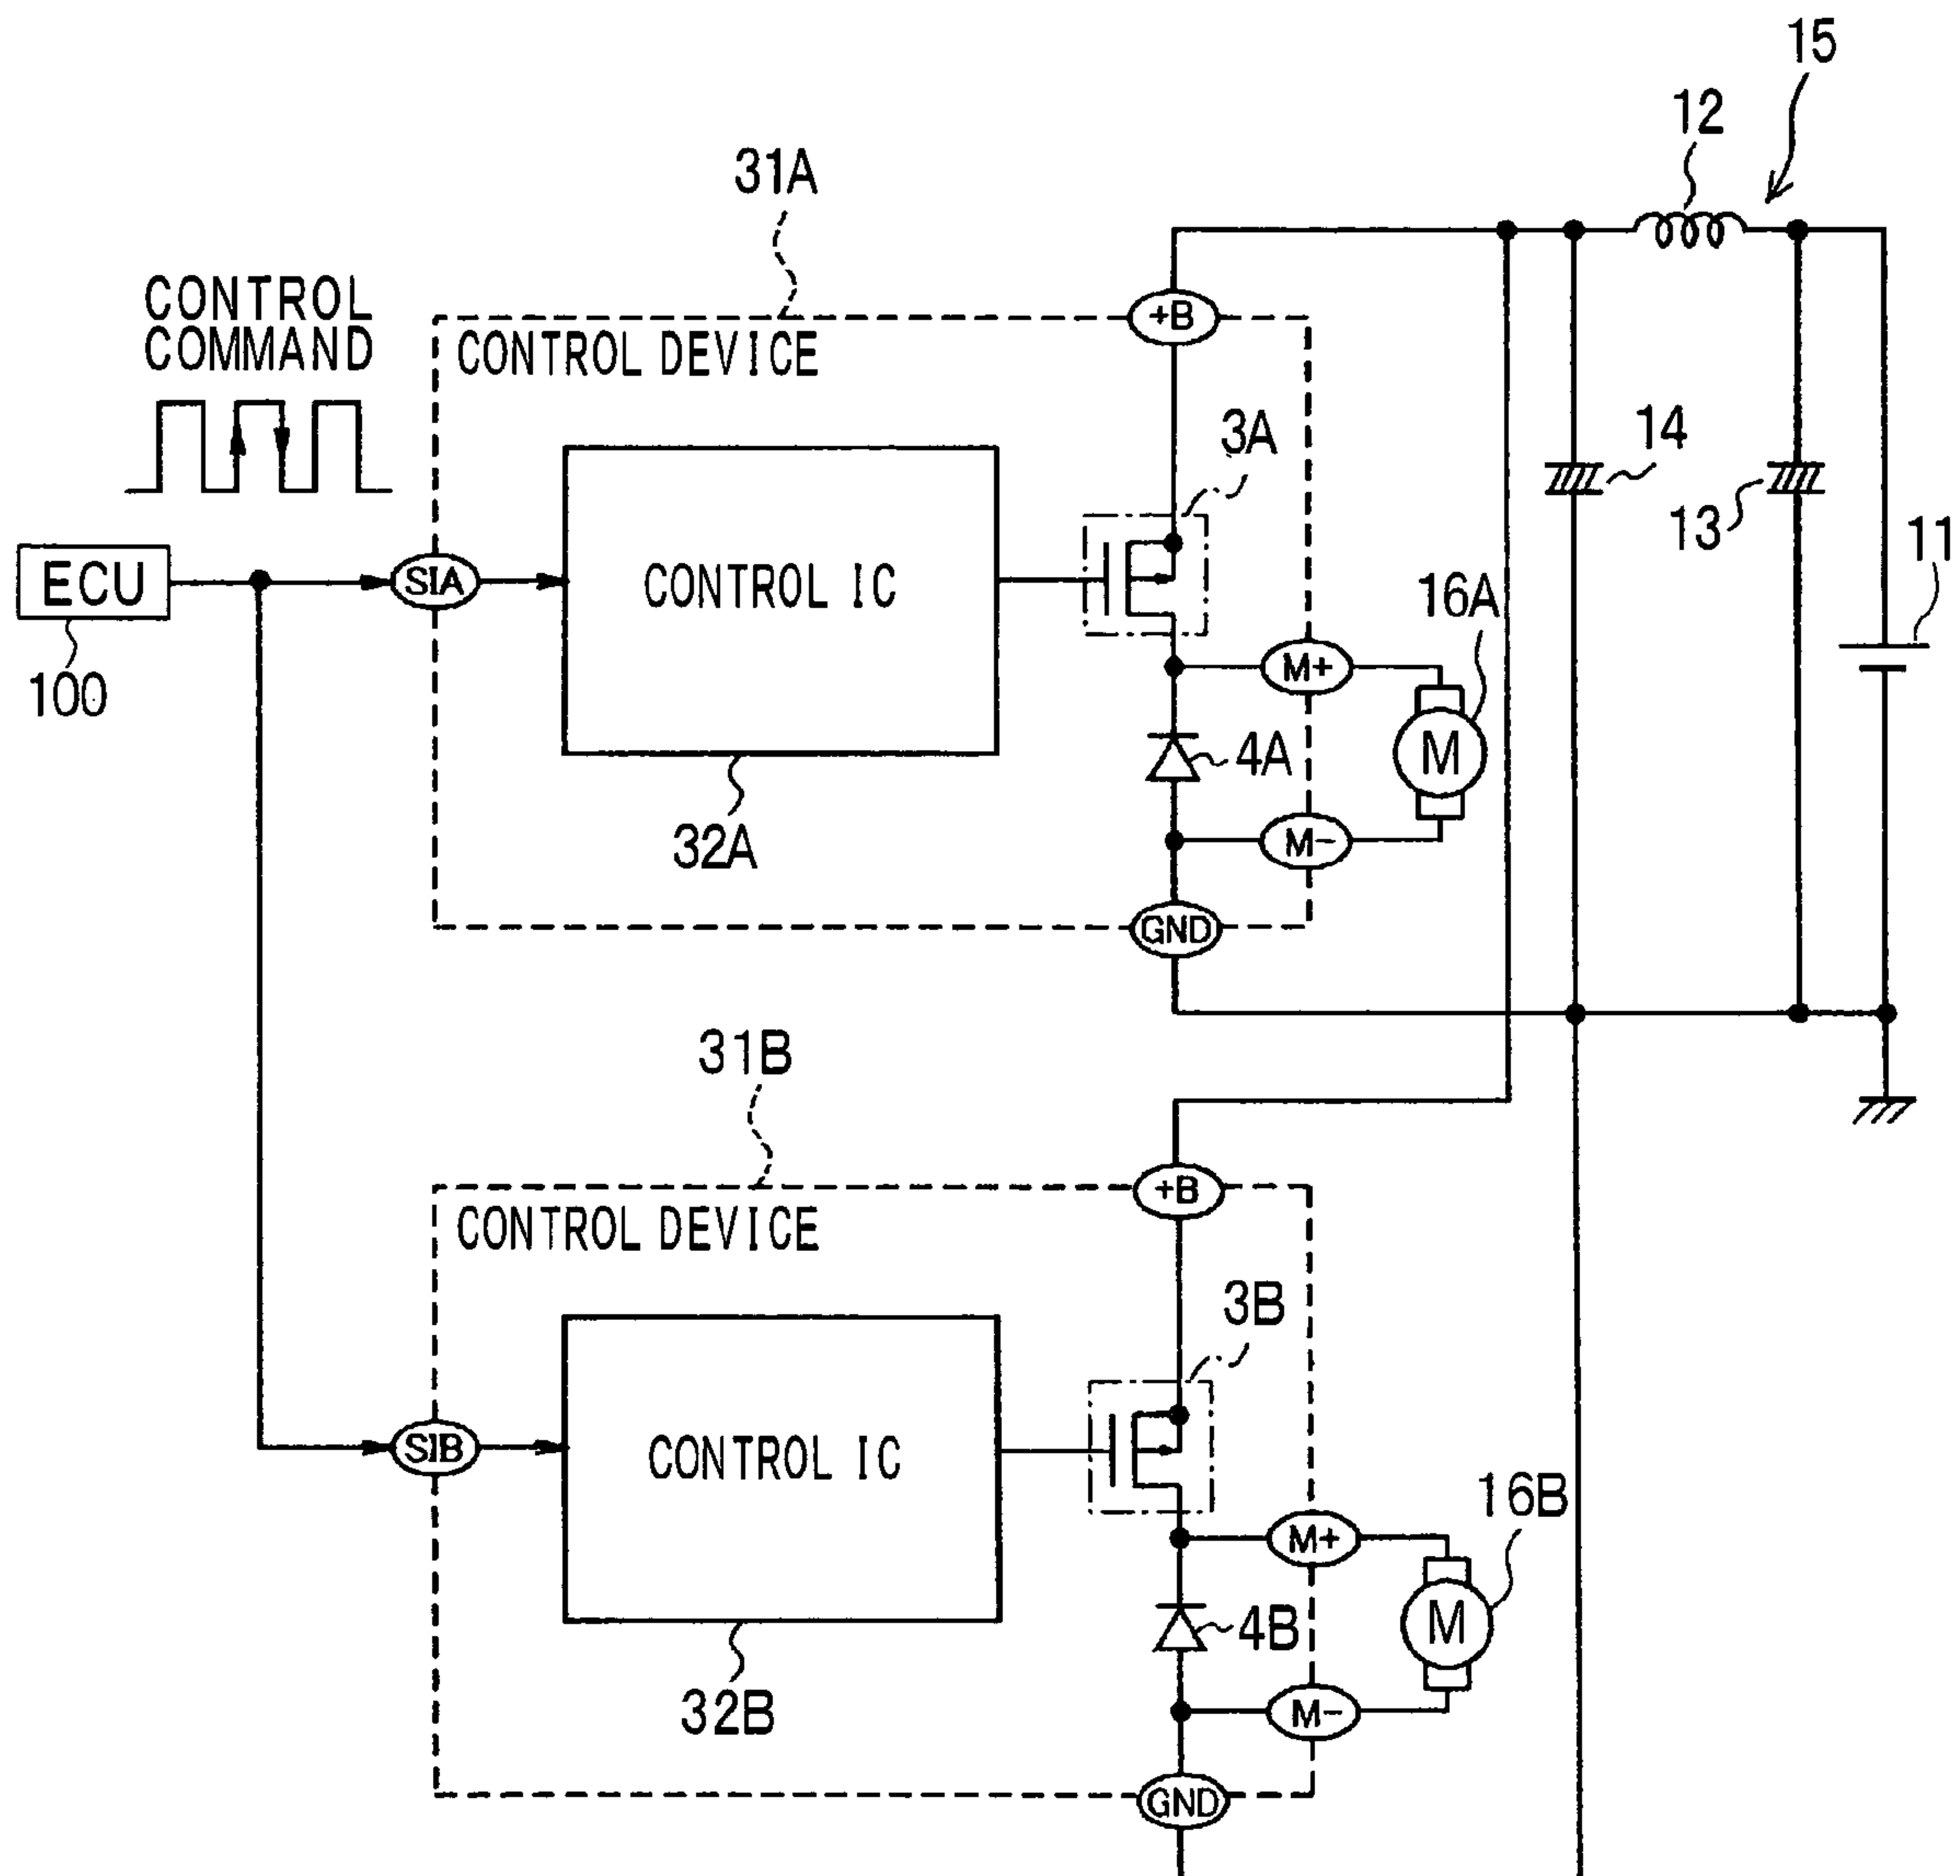 15
12
31A
CONTROL
COMMAND
+B
CONTROL DEVICE
3A
14
13
11
ECU
SIA
CONTROL IC
16A
100
M+
4A
M
32A
M-
GND
31B
+B
CONTROL DEVICE
3B
SIB
CONTROL IC
16B
M+
4B
M
32B
M-
GND